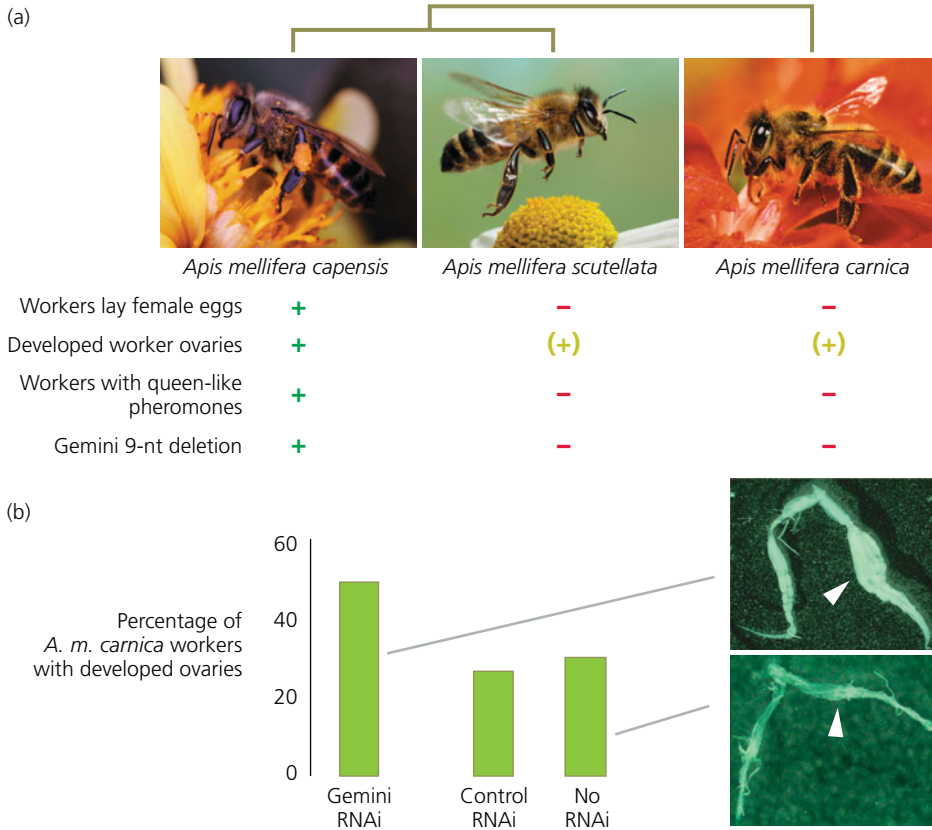 (a)
Apis mellifera capensis Apis mellifera scutellata Apis mellifera carnica
Workers lay female eggs + − −
Developed worker ovaries + (+) (+)
Workers with queen-like
pheromones + − −
Gemini 9-nt deletion + − −
(b)
60
40
20
0
Percentage of
A. m. carnica workers
with developed ovaries
Gemini
RNAi
Control
RNAi
No
RNAi